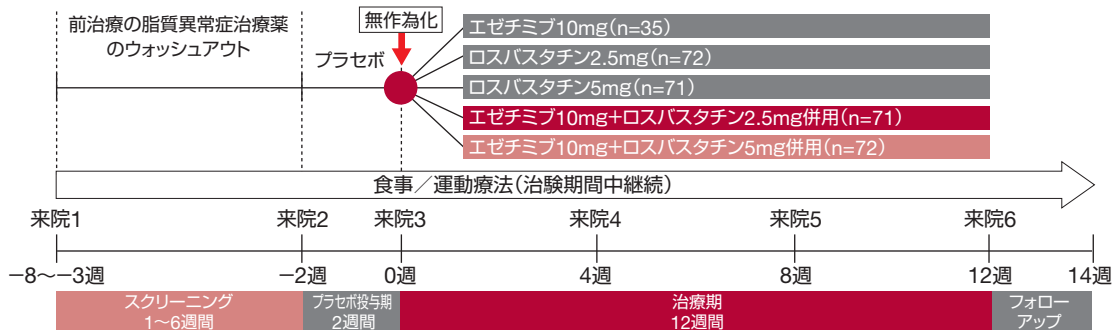 前治療の脂質異常症治療薬
のウォッシュアウト
プラセボ
無作為化
エゼチミブ10mg(n=35)
ロスバスタチン2.5mg(n=72)
ロスバスタチン5mg(n=71)
エゼチミブ10mg+ロスバスタチン2.5mg併用(n=71)
エゼチミブ10mg+ロスバスタチン5mg併用(n=72)
食事/運動療法(治験期間中継続)
来院1 来院2 来院3 来院4 来院5 来院6
−8〜−3週 −2週 0週 4週 8週 12週 14週
スクリーニング
1〜6週間
プラセボ投与期
2週間
治療期
12週間
フォロー
アップ